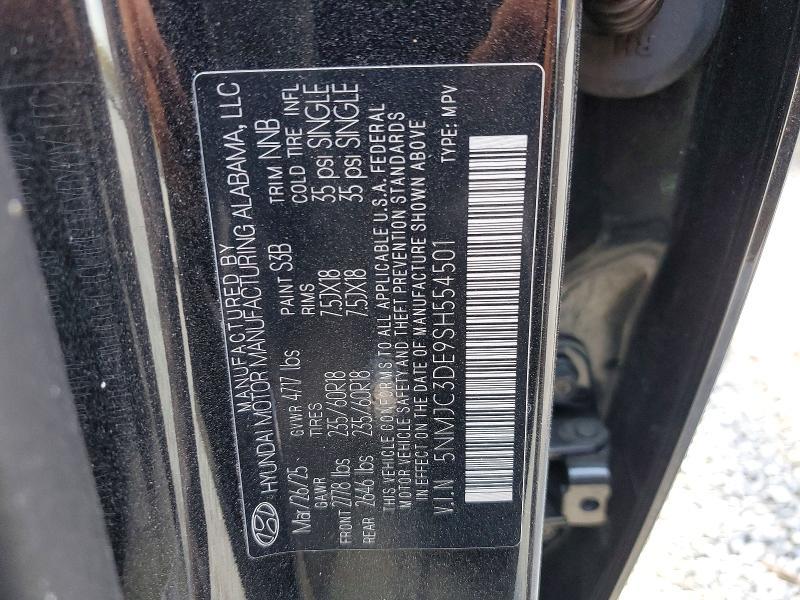 MANUFACTURED BY
HYUNDAI MOTOR MANUFACTURING ALABAMA, LLC
Mar/26/25 GVWR 4717 lbs PAINT S3B TRIM NNB
GAWR TIRES RIMS COLD TIRE INFL
FRONT 2778 lbs 235/60R18 7.5JX18 35 psi SINGLE
REAR 2646 lbs 235/60R18 7.5JX18 35 psi SINGLE
THIS VEHICLE CONFORMS TO ALL APPLICABLE U.S.A. FEDERAL
MOTOR VEHICLE SAFETY AND THEFT PREVENTION STANDARDS
IN EFFECT ON THE DATE OF MANUFACTURE SHOWN ABOVE
V.I.N 5NMJC3DE9SH554501 TYPE: MPV
RH